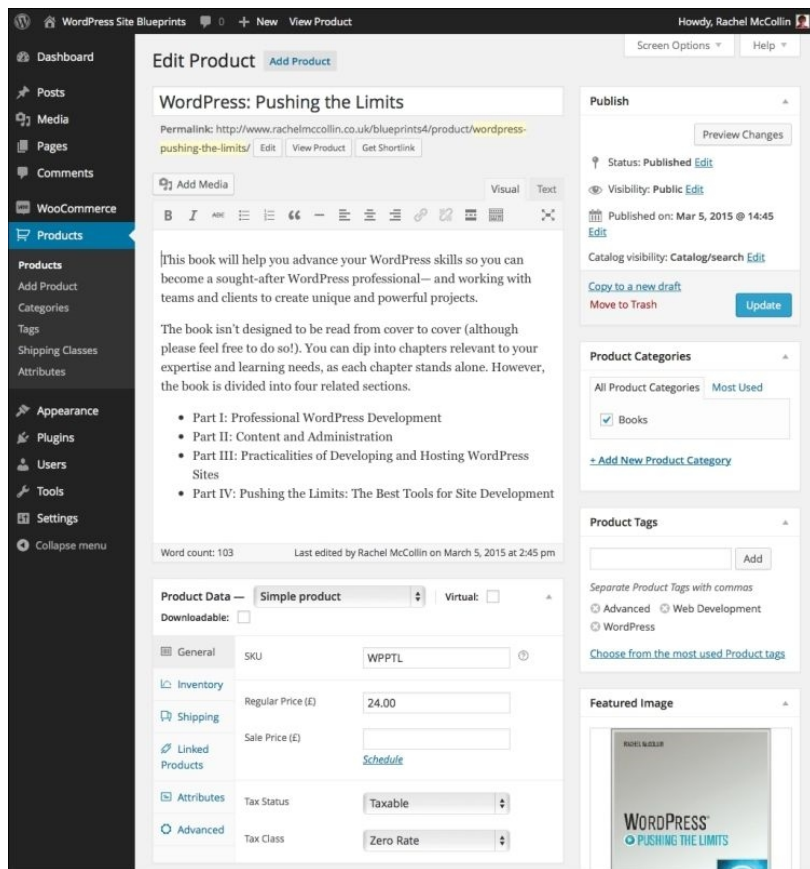 WordPress Site Blueprints 0 + New View Product Howdy, Rachel McCollin
Dashboard
Posts
Media
Pages
Comments
WooCommerce
Products
Products
Add Product
Categories
Tags
Shipping Classes
Attributes
Appearance
Plugins
Users
Tools
Settings
Collapse menu
Screen Options Help
Edit Product Add Product
WordPress: Pushing the Limits
Permalink: http://www.rachelmccollin.co.uk/blueprints4/product/wordpress-
pushing-the-limits/ Edit View Product Get Shortlink
Add Media
Visual Text
B I ABC
This book will help you advance your WordPress skills so you can
become a sought-after WordPress professional— and working with
teams and clients to create unique and powerful projects.
The book isn't designed to be read from cover to cover (although
please feel free to do so!). You can dip into chapters relevant to your
expertise and learning needs, as each chapter stands alone. However,
the book is divided into four related sections.
• Part I: Professional WordPress Development
• Part II: Content and Administration
• Part III: Practicalities of Developing and Hosting WordPress
Sites
• Part IV: Pushing the Limits: The Best Tools for Site Development
Word count: 103 Last edited by Rachel McCollin on March 5, 2015 at 2:45 pm
Product Data — Simple product Virtual:
Downloadable:
General
Inventory
Shipping
Linked
Products
Attributes
Advanced
SKU WPPTL
Regular Price (£) 24.00
Sale Price (£)
Schedule
Tax Status Taxable
Tax Class Zero Rate
Publish
Preview Changes
Status: Published Edit
Visibility: Public Edit
Published on: Mar 5, 2015 @ 14:45
Edit
Catalog visibility: Catalog/search Edit
Copy to a new draft
Move to Trash Update
Product Categories
All Product Categories Most Used
Books
+ Add New Product Category
Product Tags
Add
Separate Product Tags with commas
Advanced Web Development
WordPress
Choose from the most used Product tags
Featured Image
RACHEL McCOLLIN
WORDPRESS
PUSHING THE LIMITS